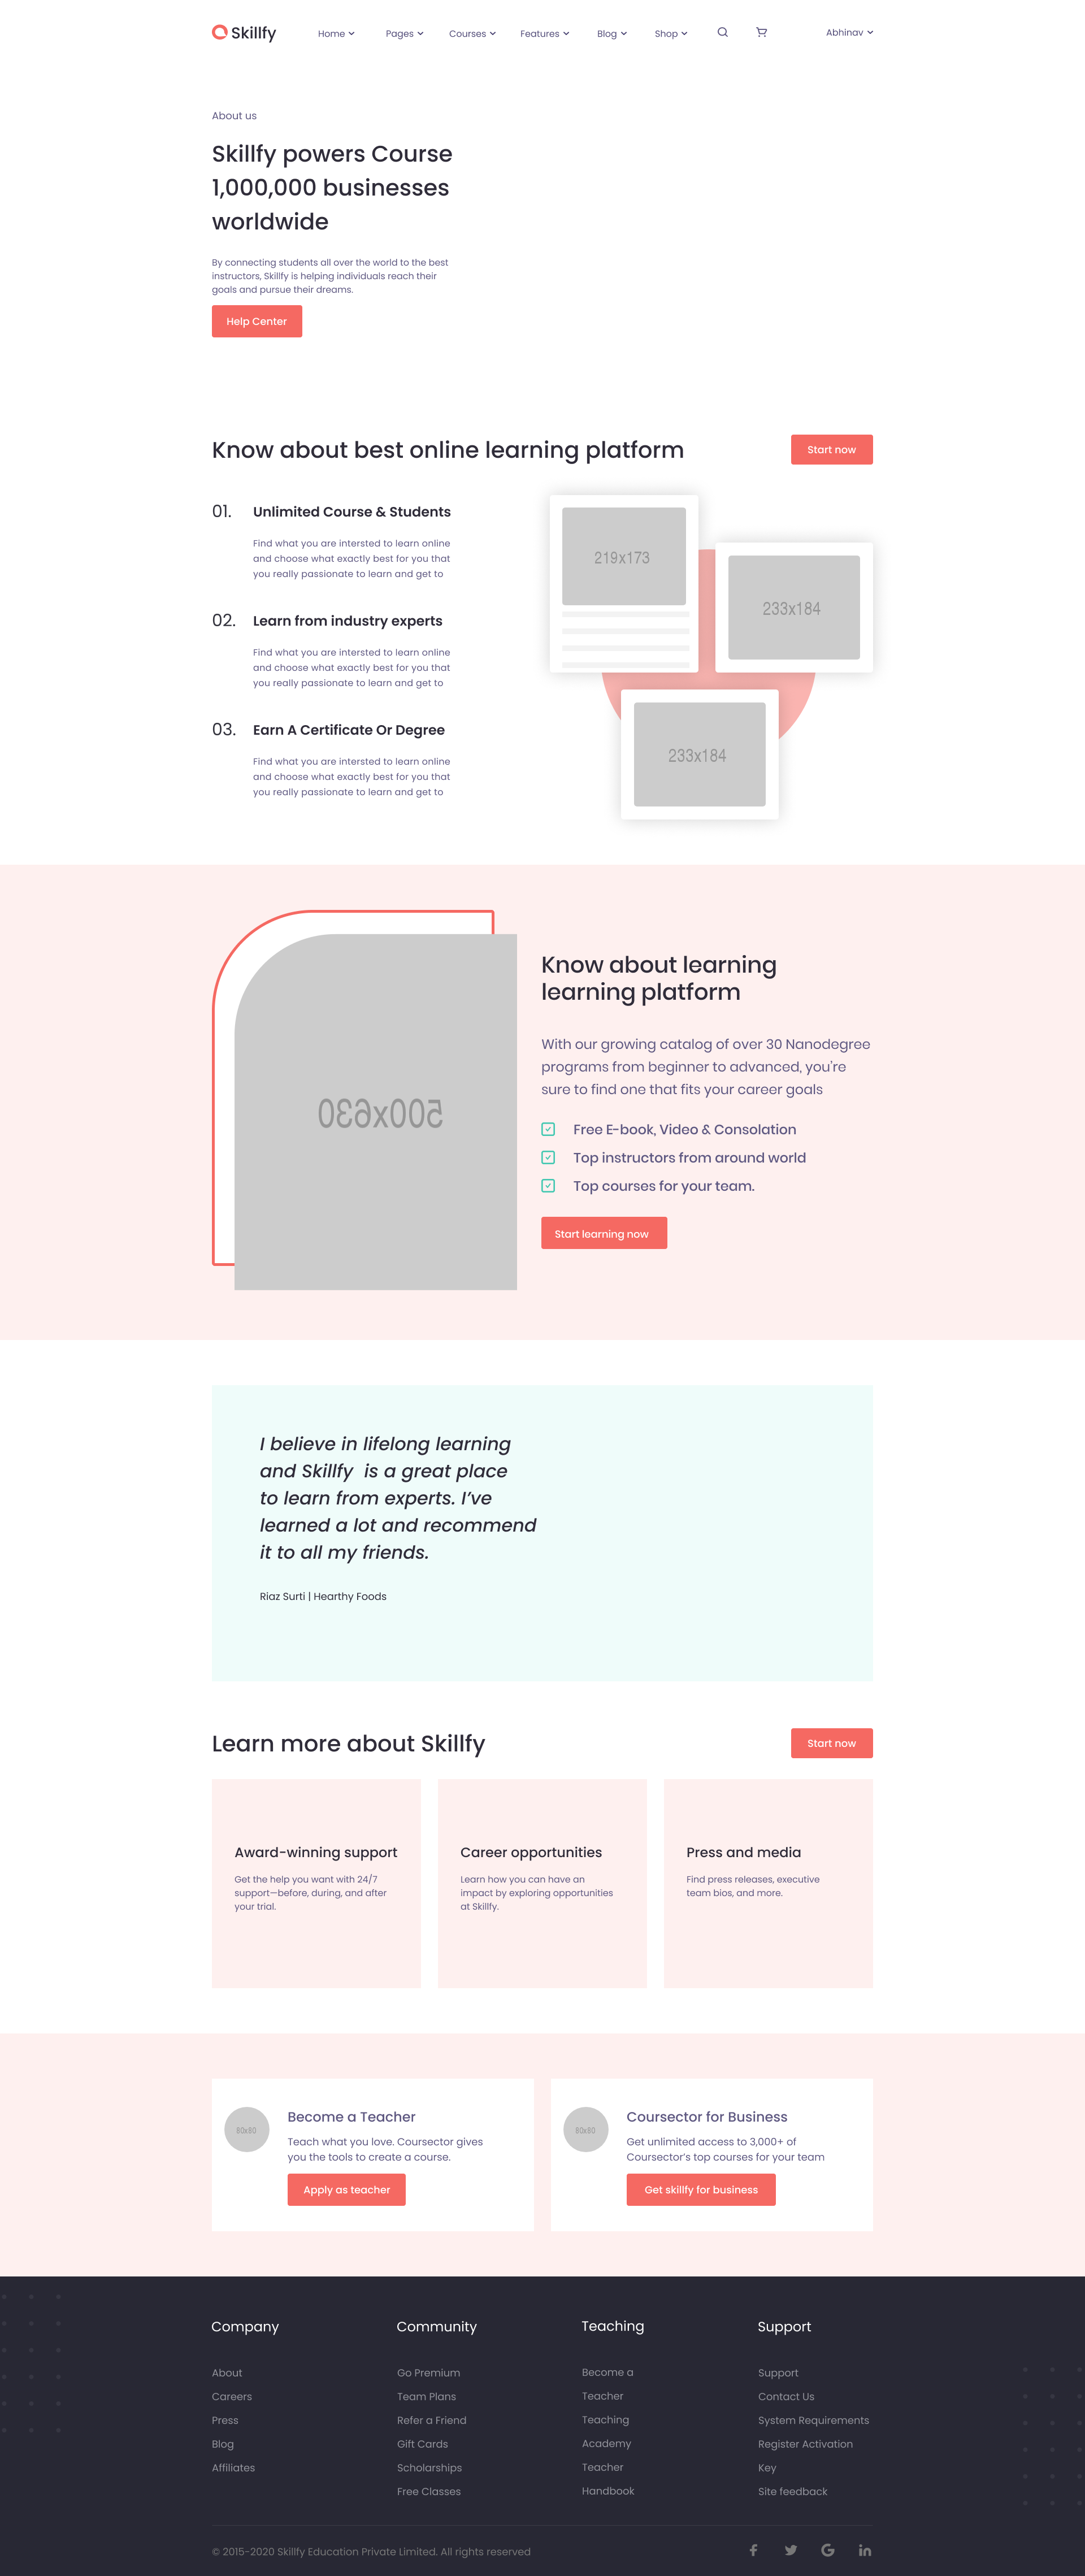 Skillfy
Home
Pages
Courses
Features
Blog
Shop
Abhinav
About us
Skillfy powers Course
1,000,000 businesses
worldwide
By connecting students all over the world to the best
instructors, Skillfy is helping individuals reach their
goals and pursue their dreams.
Help Center
Know about best online learning platform
Start now
01.
Unlimited Course & Students
Find what you are intersted to learn online
and choose what exactly best for you that
you really passionate to learn and get to
02.
Learn from industry experts
Find what you are intersted to learn online
and choose what exactly best for you that
you really passionate to learn and get to
03.
Earn A Certificate Or Degree
Find what you are intersted to learn online
and choose what exactly best for you that
you really passionate to learn and get to
219x173
233x184
233x184
500x630
Know about learning
learning platform
With our growing catalog of over 30 Nanodegree
programs from beginner to advanced, you're
sure to find one that fits your career goals
Free E-book, Video & Consolation
Top instructors from around world
Top courses for your team.
Start learning now
I believe in lifelong learning
and Skillfy is a great place
to learn from experts. I’ve
learned a lot and recommend
it to all my friends.
Riaz Surti | Hearthy Foods
Learn more about Skillfy
Start now
Award-winning support
Get the help you want with 24/7
support—before, during, and after
your trial.
Career opportunities
Learn how you can have an
impact by exploring opportunities
at Skillfy.
Press and media
Find press releases, executive
team bios, and more.
80x80
Become a Teacher
Teach what you love. Coursector gives
you the tools to create a course.
Apply as teacher
80x80
Coursector for Business
Get unlimited access to 3,000+ of
Coursector’s top courses for your team
Get skillfy for business
Company
About
Careers
Press
Blog
Affiliates
Community
Go Premium
Team Plans
Refer a Friend
Gift Cards
Scholarships
Free Classes
Teaching
Become a
Teacher
Teaching
Academy
Teacher
Handbook
Support
Support
Contact Us
System Requirements
Register Activation
Key
Site feedback
© 2015-2020 Skillfy Education Private Limited. All rights reserved